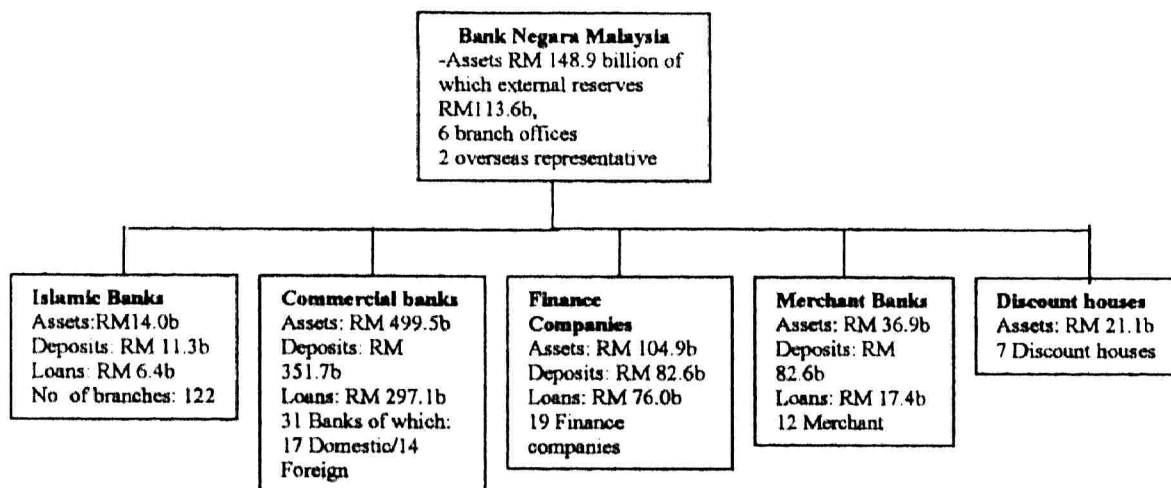 Bank Negara Malaysia
-Assets RM 148.9 billion of
which external reserves
RM113.6b,
6 branch offices
2 overseas representative
Islamic Banks
Assets:RM14.0b
Deposits: RM 11.3b
Loans: RM 6.4b
No of branches: 122
Commercial banks
Assets: RM 499.5b
Deposits: RM
351.7b
Loans: RM 297.1b
31 Banks of which:
17 Domestic/14
Foreign
Finance
Companies
Assets: RM 104.9b
Deposits: RM 82.6b
Loans: RM 76.0b
19 Finance
companies
Merchant Banks
Assets: RM 36.9b
Deposits: RM
82.6b
Loans: RM 17.4b
12 Merchant
Discount houses
Assets: RM 21.1b
7 Discount houses